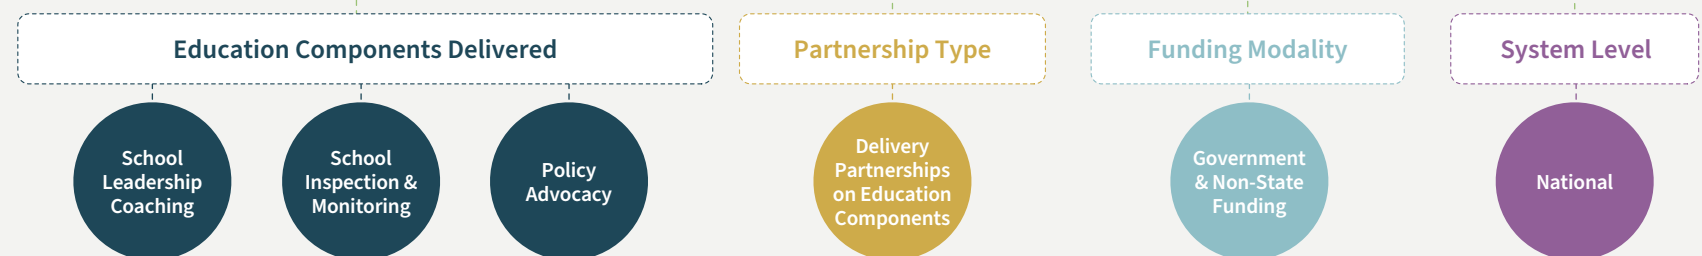 Education Components Delivered
Partnership Type
Funding Modality
System Level
School
Leadership
Coaching
School
Inspection &
Monitoring
Policy
Advocacy
Delivery
Partnerships
on Education
Components
Government
& Non-State
Funding
National